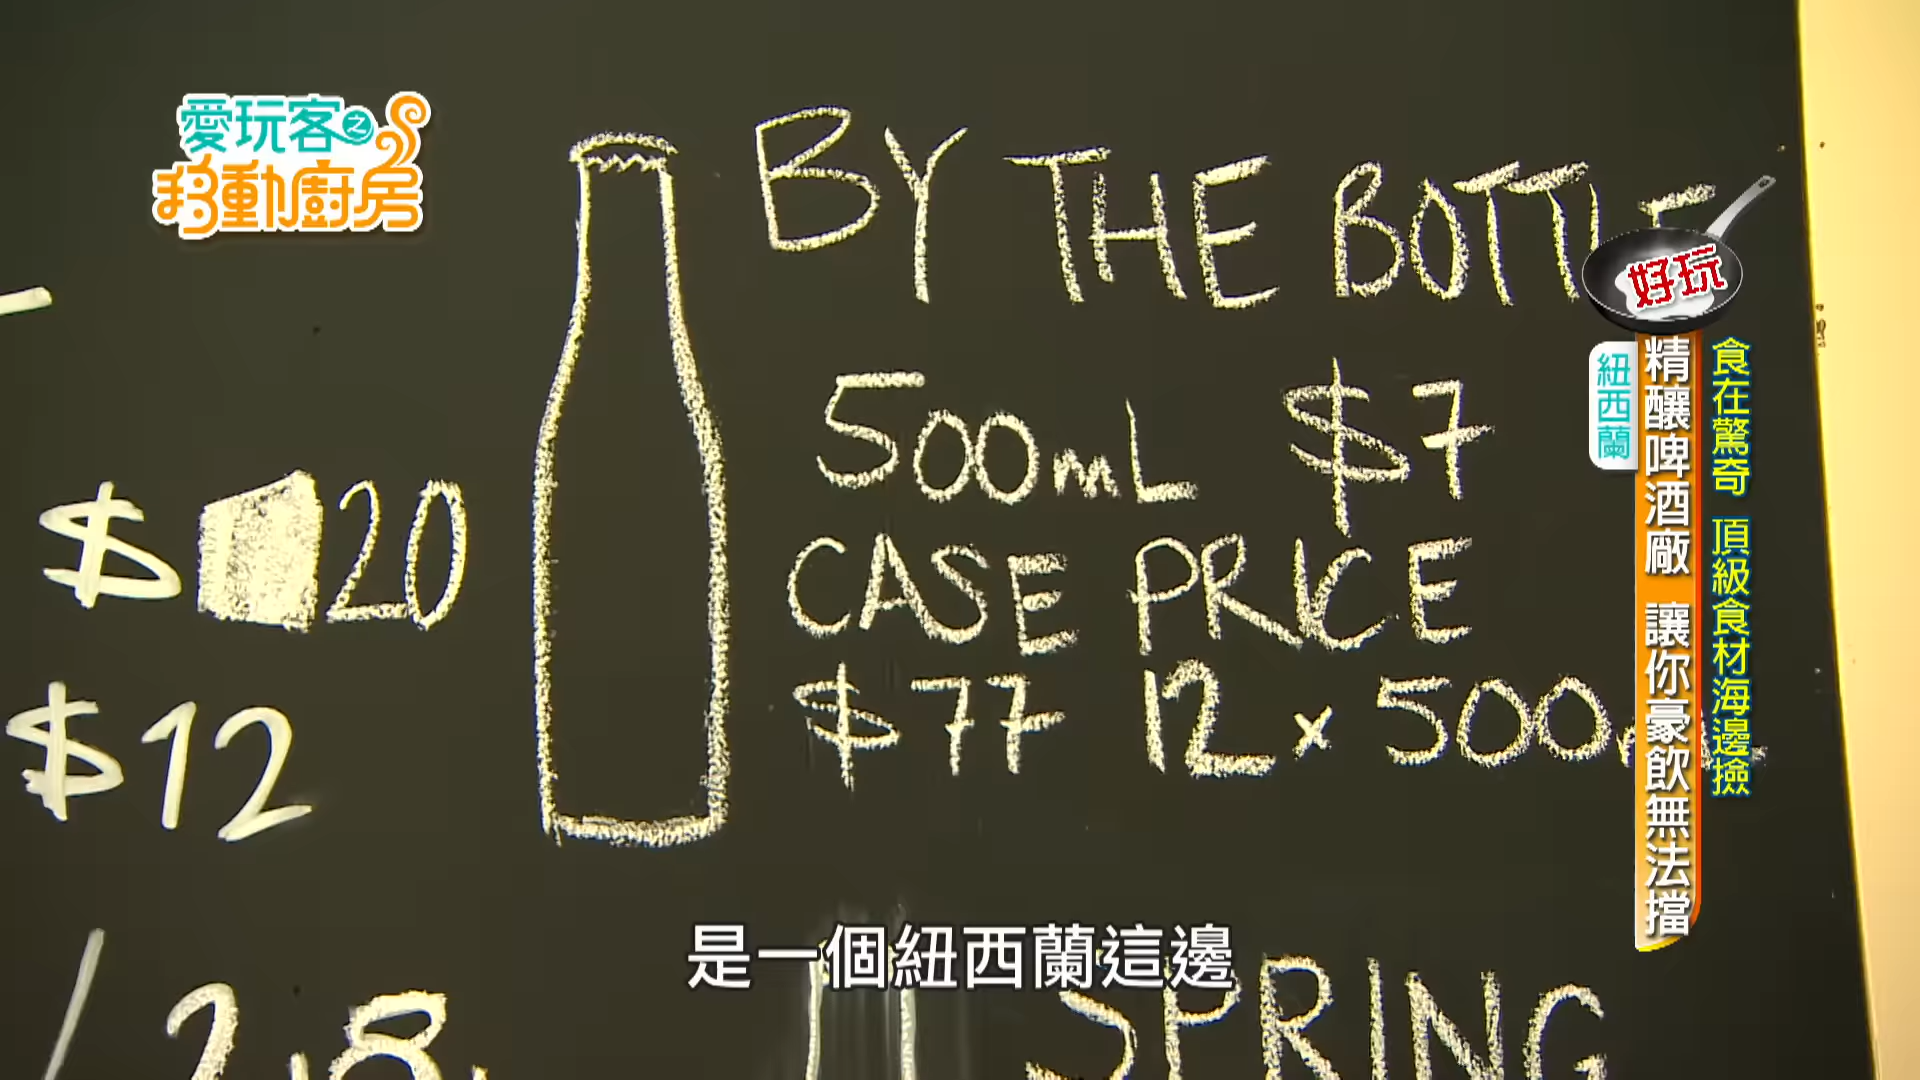 愛玩客之
移動廚房
BY THE BOTTLE
500mL $7
CASE PRICE
$77 12 × 500
$ 20
$12
好玩
紐西蘭
精釀啤酒廠 讓你豪飲無法擋
食在驚奇 頂級食材海邊撿
是一個紐西蘭這邊
SPRING